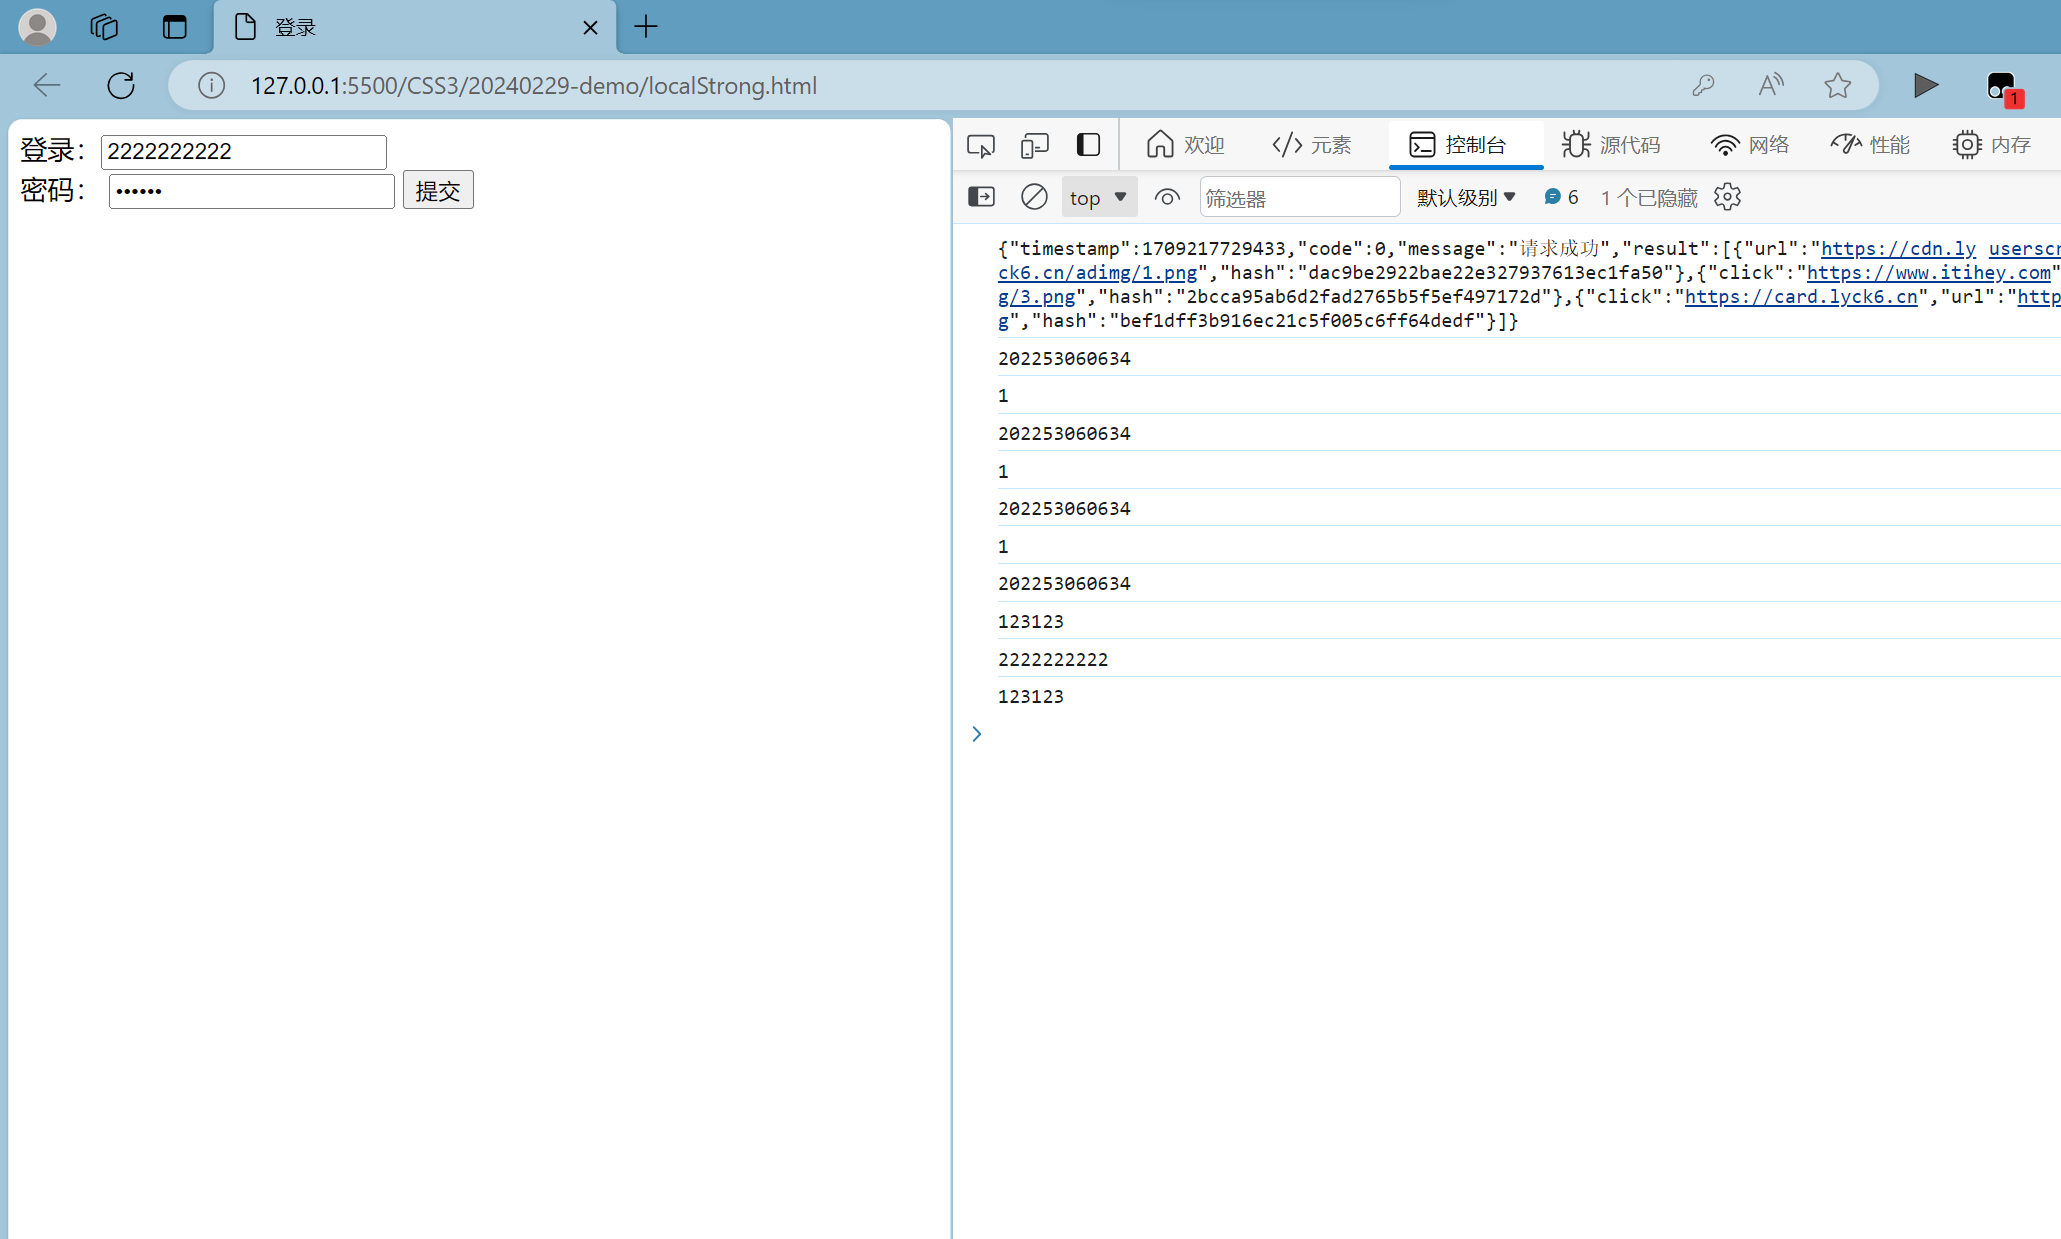 登录
127.0.0.1:5500/CSS3/20240229-demo/localStrong.html
1
登录：2222222222
密码：•••••• 提交
欢迎 元素 控制台 源代码 网络 性能 内存
top 筛选器 默认级别 6 1 个已隐藏
{"timestamp":1709217729433,"code":0,"message":"请求成功","result":[{"url":"https://cdn.ly userscr
ck6.cn/adimg/1.png","hash":"dac9be2922bae22e327937613ec1fa50"},{"click":"https://www.itihey.com"
g/3.png","hash":"2bcca95ab6d2fad2765b5f5ef497172d"},{"click":"https://card.lyck6.cn","url":"http
g","hash":"bef1dff3b916ec21c5f005c6ff64dedf"}]}
202253060634
1
202253060634
1
202253060634
1
202253060634
123123
2222222222
123123